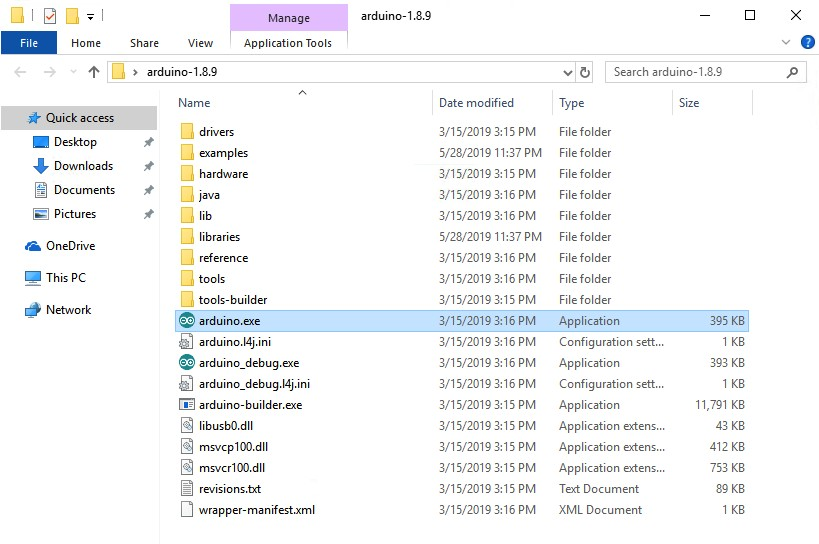 Manage
arduino-1.8.9
File Home Share View Application Tools
arduino-1.8.9
Search arduino-1.8.9
Name Date modified Type Size
Quick access
Desktop
Downloads
Documents
Pictures
OneDrive
This PC
Network
drivers 3/15/2019 3:15 PM File folder
examples 5/28/2019 11:37 PM File folder
hardware 3/15/2019 3:15 PM File folder
java 3/15/2019 3:16 PM File folder
lib 3/15/2019 3:16 PM File folder
libraries 5/28/2019 11:37 PM File folder
reference 3/15/2019 3:16 PM File folder
tools 3/15/2019 3:16 PM File folder
tools-builder 3/15/2019 3:15 PM File folder
arduino.exe 3/15/2019 3:16 PM Application 395 KB
arduino.l4j.ini 3/15/2019 3:16 PM Configuration sett... 1 KB
arduino_debug.exe 3/15/2019 3:16 PM Application 393 KB
arduino_debug.l4j.ini 3/15/2019 3:16 PM Configuration sett... 1 KB
arduino-builder.exe 3/15/2019 3:15 PM Application 11,791 KB
libusb0.dll 3/15/2019 3:15 PM Application extens... 43 KB
msvcp100.dll 3/15/2019 3:15 PM Application extens... 412 KB
msvcr100.dll 3/15/2019 3:15 PM Application extens... 753 KB
revisions.txt 3/15/2019 3:15 PM Text Document 89 KB
wrapper-manifest.xml 3/15/2019 3:16 PM XML Document 1 KB